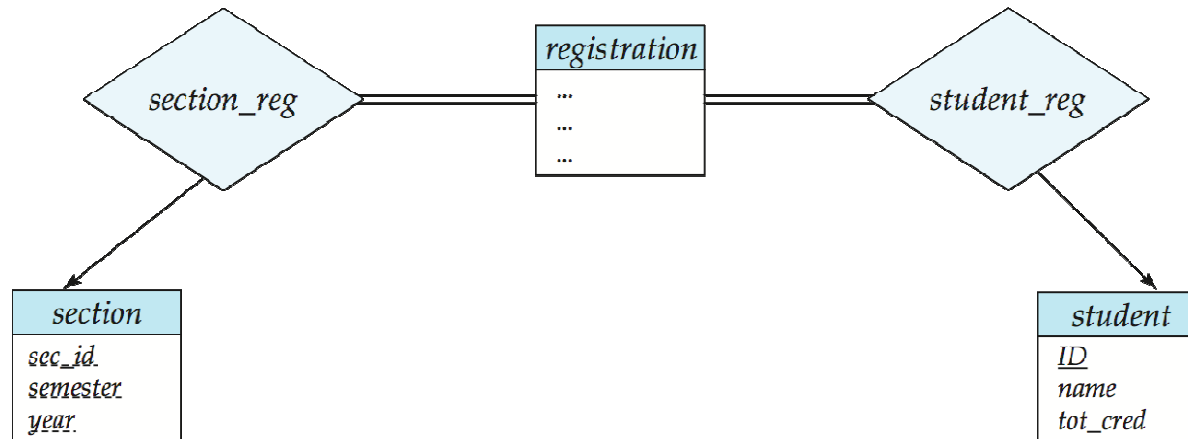 registration
section_reg
...
student_reg
...
...
section
student
sec_id
ID
semester
name
year
tot_cred